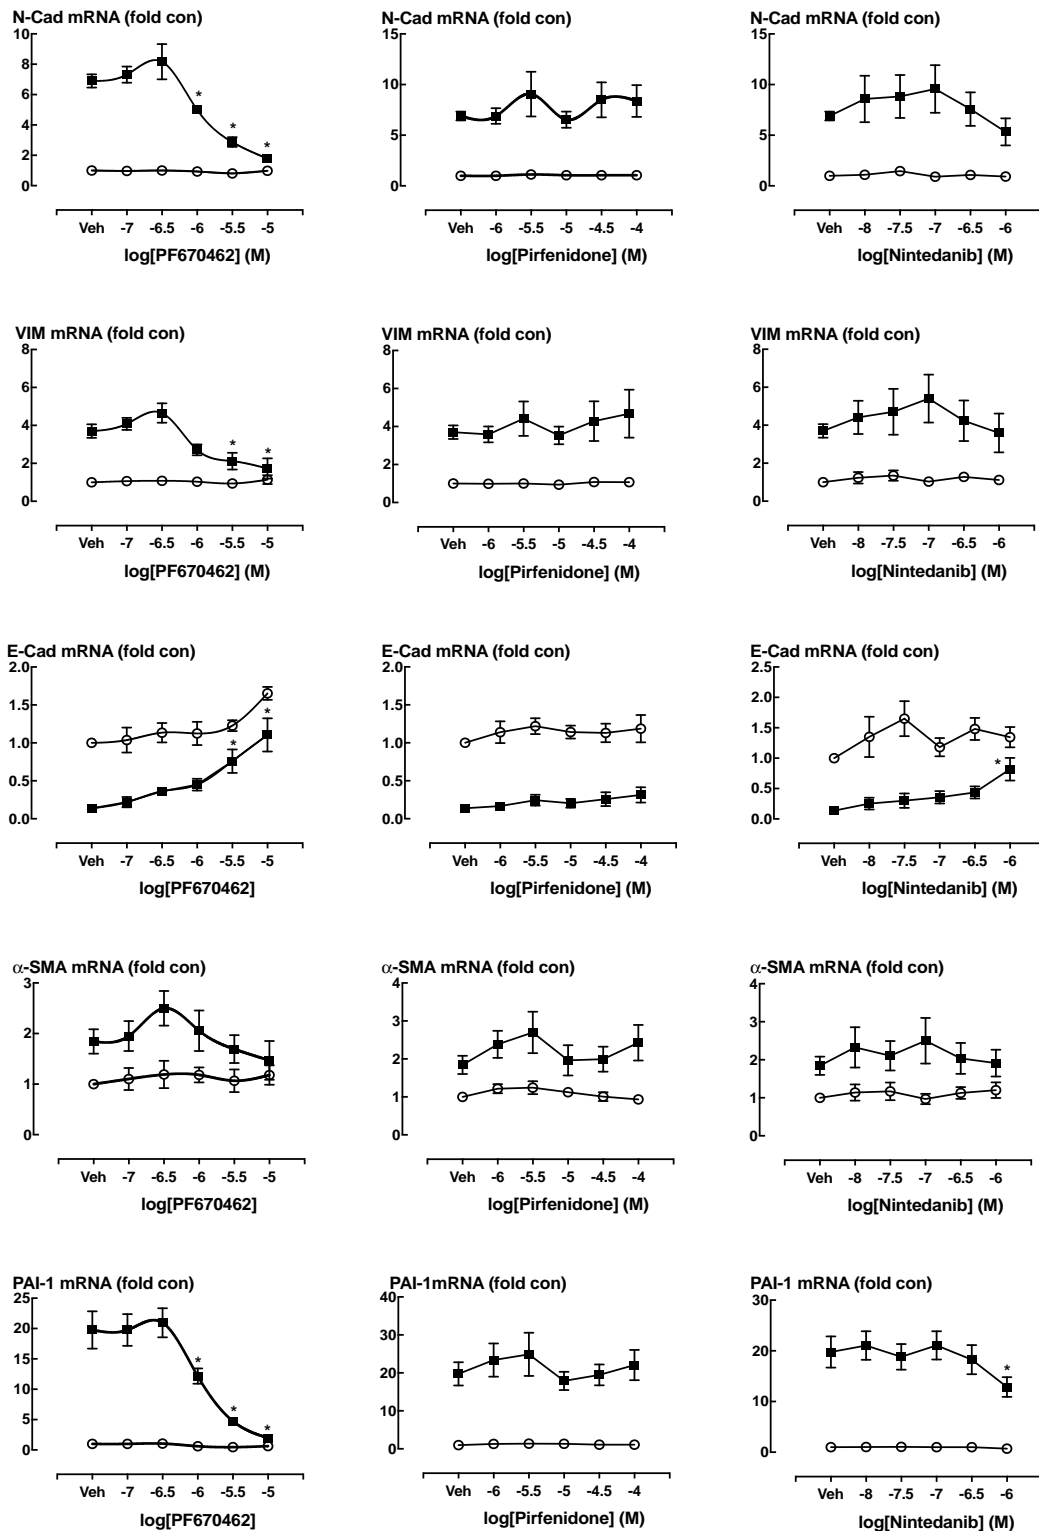 N-Cad mRNA (fold con)
10
8
6
4
2
0
*
*
*
Veh -7 -6.5 -6 -5.5 -5
log[PF670462] (M)
N-Cad mRNA (fold con)
15
10
5
0
Veh -6 -5.5 -5 -4.5 -4
log[Pirfenidone] (M)
N-Cad mRNA (fold con)
15
10
5
0
Veh -8 -7.5 -7 -6.5 -6
log[Nintedanib] (M)
VIM mRNA (fold con)
8
6
4
2
0
*
*
Veh -7 -6.5 -6 -5.5 -5
log[PF670462] (M)
VIM mRNA (fold con)
8
6
4
2
0
Veh -6 -5.5 -5 -4.5 -4
log[Pirfenidone] (M)
VIM mRNA (fold con)
8
6
4
2
0
Veh -8 -7.5 -7 -6.5 -6
log[Nintedanib] (M)
E-Cad mRNA (fold con)
2.0
1.5
1.0
0.5
0.0
*
*
Veh -7 -6.5 -6 -5.5 -5
log[PF670462]
E-Cad mRNA (fold con)
2.0
1.5
1.0
0.5
0.0
Veh -6 -5.5 -5 -4.5 -4
log[Pirfenidone] (M)
E-Cad mRNA (fold con)
2.5
2.0
1.5
1.0
0.5
0.0
*
Veh -8 -7.5 -7 -6.5 -6
log[Nintedanib] (M)
α-SMA mRNA (fold con)
3
2
1
0
Veh -7 -6.5 -6 -5.5 -5
log[PF670462]
α-SMA mRNA (fold con)
4
3
2
1
0
Veh -6 -5.5 -5 -4.5 -4
log[Pirfenidone] (M)
α-SMA mRNA (fold con)
4
3
2
1
0
Veh -8 -7.5 -7 -6.5 -6
log[Nintedanib] (M)
PAI-1 mRNA (fold con)
25
20
15
10
5
0
*
*
*
Veh -7 -6.5 -6 -5.5 -5
log[PF670462]
PAI-1mRNA (fold con)
40
30
20
10
0
Veh -6 -5.5 -5 -4.5 -4
log[Pirfenidone] (M)
PAI-1 mRNA (fold con)
30
20
10
0
*
Veh -8 -7.5 -7 -6.5 -6
log[Nintedanib] (M)